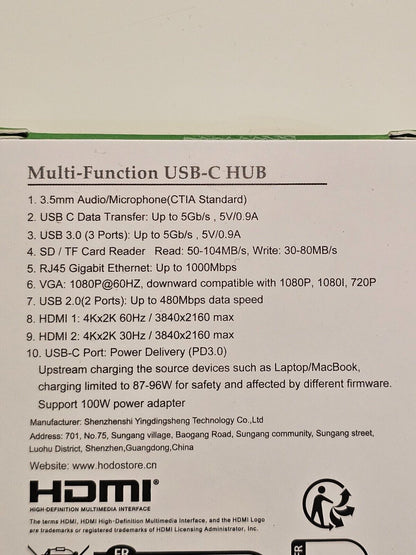 Multi-Function USB-C HUB
1. 3.5mm Audio/Microphone(CTIA Standard)
2. USB C Data Transfer: Up to 5Gb/s , 5V/0.9A
3. USB 3.0 (3 Ports): Up to 5Gb/s , 5V/0.9A
4. SD / TF Card Reader Read: 50-104MB/s, Write: 30-80MB/s
5. RJ45 Gigabit Ethernet: Up to 1000Mbps
6. VGA: 1080P@60HZ, downward compatible with 1080P, 1080I, 720P
7. USB 2.0(2 Ports): Up to 480Mbps data speed
8. HDMI 1: 4Kx2K 60Hz / 3840x2160 max
9. HDMI 2: 4Kx2K 30Hz / 3840x2160 max
10. USB-C Port: Power Delivery (PD3.0)
Upstream charging the source devices such as Laptop/MacBook,
charging limited to 87-96W for safety and affected by different firmware.
Support 100W power adapter
Manufacturer: Shenzhenshi Yingdingsheng Technology Co.,Ltd
Address: 701, No.75, Sungang village, Baogang Road, Sungang community, Sungang street,
Luohu District, Shenzhen,Guangdong,China
Website: www.hodostore.cn
HDMI
HIGH-DEFINITION MULTIMEDIA INTERFACE
The terms HDMI, HDMI High-Definition Multimedia Interface, and the HDMI Logo
are trademarks or registered trademarks of HDMI Licensing Administrator, Inc.
FR
FR